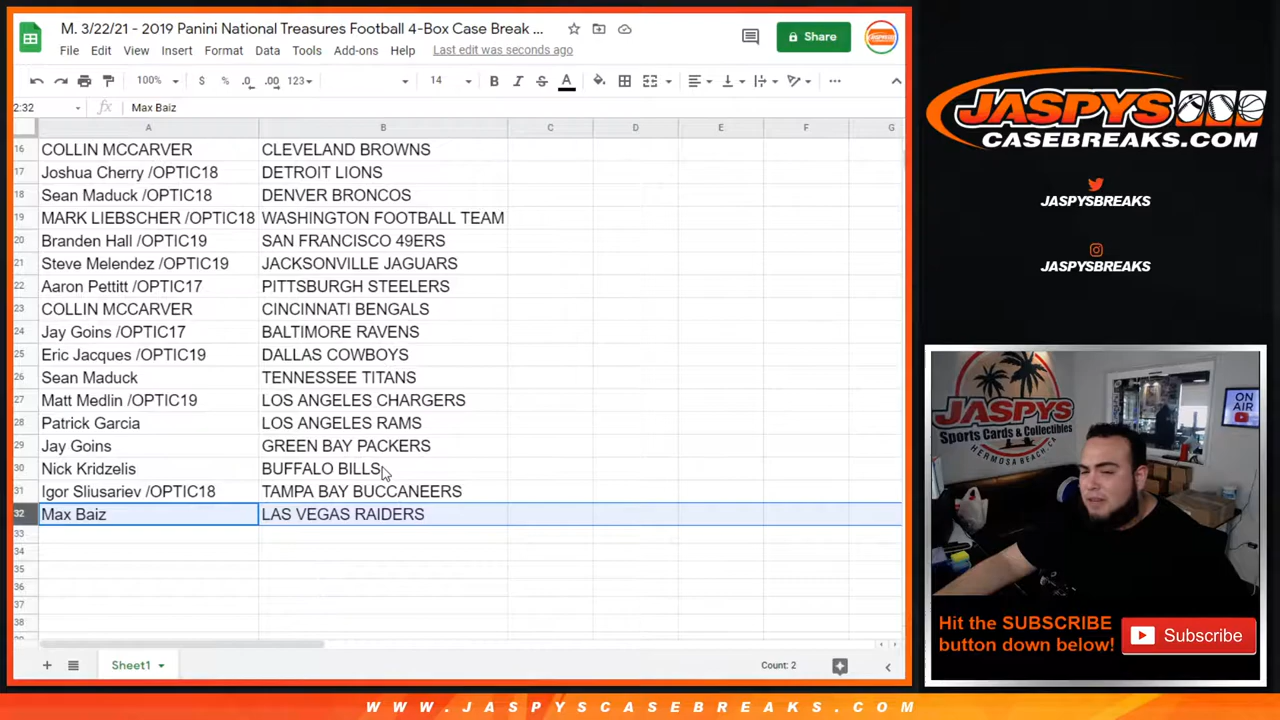 M. 3/22/21 - 2019 Panini National Treasures Football 4-Box Case Break ...
File Edit View Insert Format Data Tools Add-ons Help Last edit was seconds ago
Share
100% $ % .0 .00 123 14 B I S A
2:32 fx Max Baiz
A B C D E F G
16 COLLIN MCCARVER CLEVELAND BROWNS
17 Joshua Cherry /OPTIC18 DETROIT LIONS
18 Sean Maduck /OPTIC18 DENVER BRONCOS
19 MARK LIEBSCHER /OPTIC18 WASHINGTON FOOTBALL TEAM
20 Branden Hall /OPTIC19 SAN FRANCISCO 49ERS
21 Steve Melendez /OPTIC19 JACKSONVILLE JAGUARS
22 Aaron Pettitt /OPTIC17 PITTSBURGH STEELERS
23 COLLIN MCCARVER CINCINNATI BENGALS
24 Jay Goins /OPTIC17 BALTIMORE RAVENS
25 Eric Jacques /OPTIC19 DALLAS COWBOYS
26 Sean Maduck TENNESSEE TITANS
27 Matt Medlin /OPTIC19 LOS ANGELES CHARGERS
28 Patrick Garcia LOS ANGELES RAMS
29 Jay Goins GREEN BAY PACKERS
30 Nick Kridzelis BUFFALO BILLS
31 Igor Sliusariev /OPTIC18 TAMPA BAY BUCCANEERS
32 Max Baiz LAS VEGAS RAIDERS
33
34
35
36
37
38
Sheet1
Count: 2
JASPYS
CASEBREAKS.COM
JASPYSBREAKS
JASPYSBREAKS
JASPYS
Sports Cards & Collectibles
HERMOSA BEACH, CA
ON AIR
Hit the SUBSCRIBE
button down below!
Subscribe
WWW.JASPYSCASEBREAKS.COM